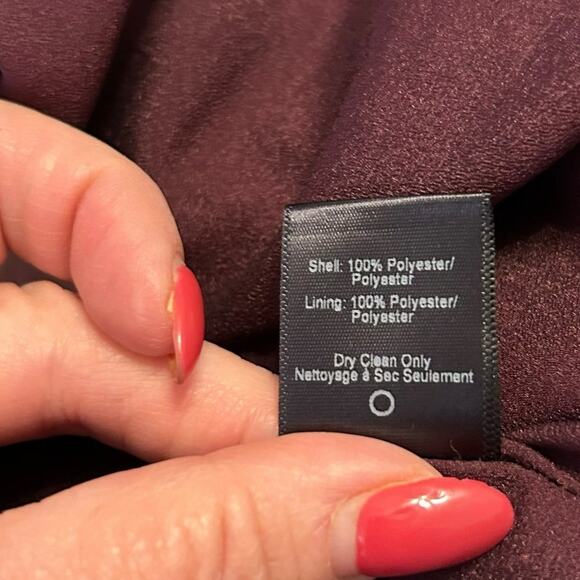 Shell: 100% Polyester/
Polyester
Lining: 100% Polyester/
Polyester
Dry Clean Only
Nettoyage à Sec Seulement